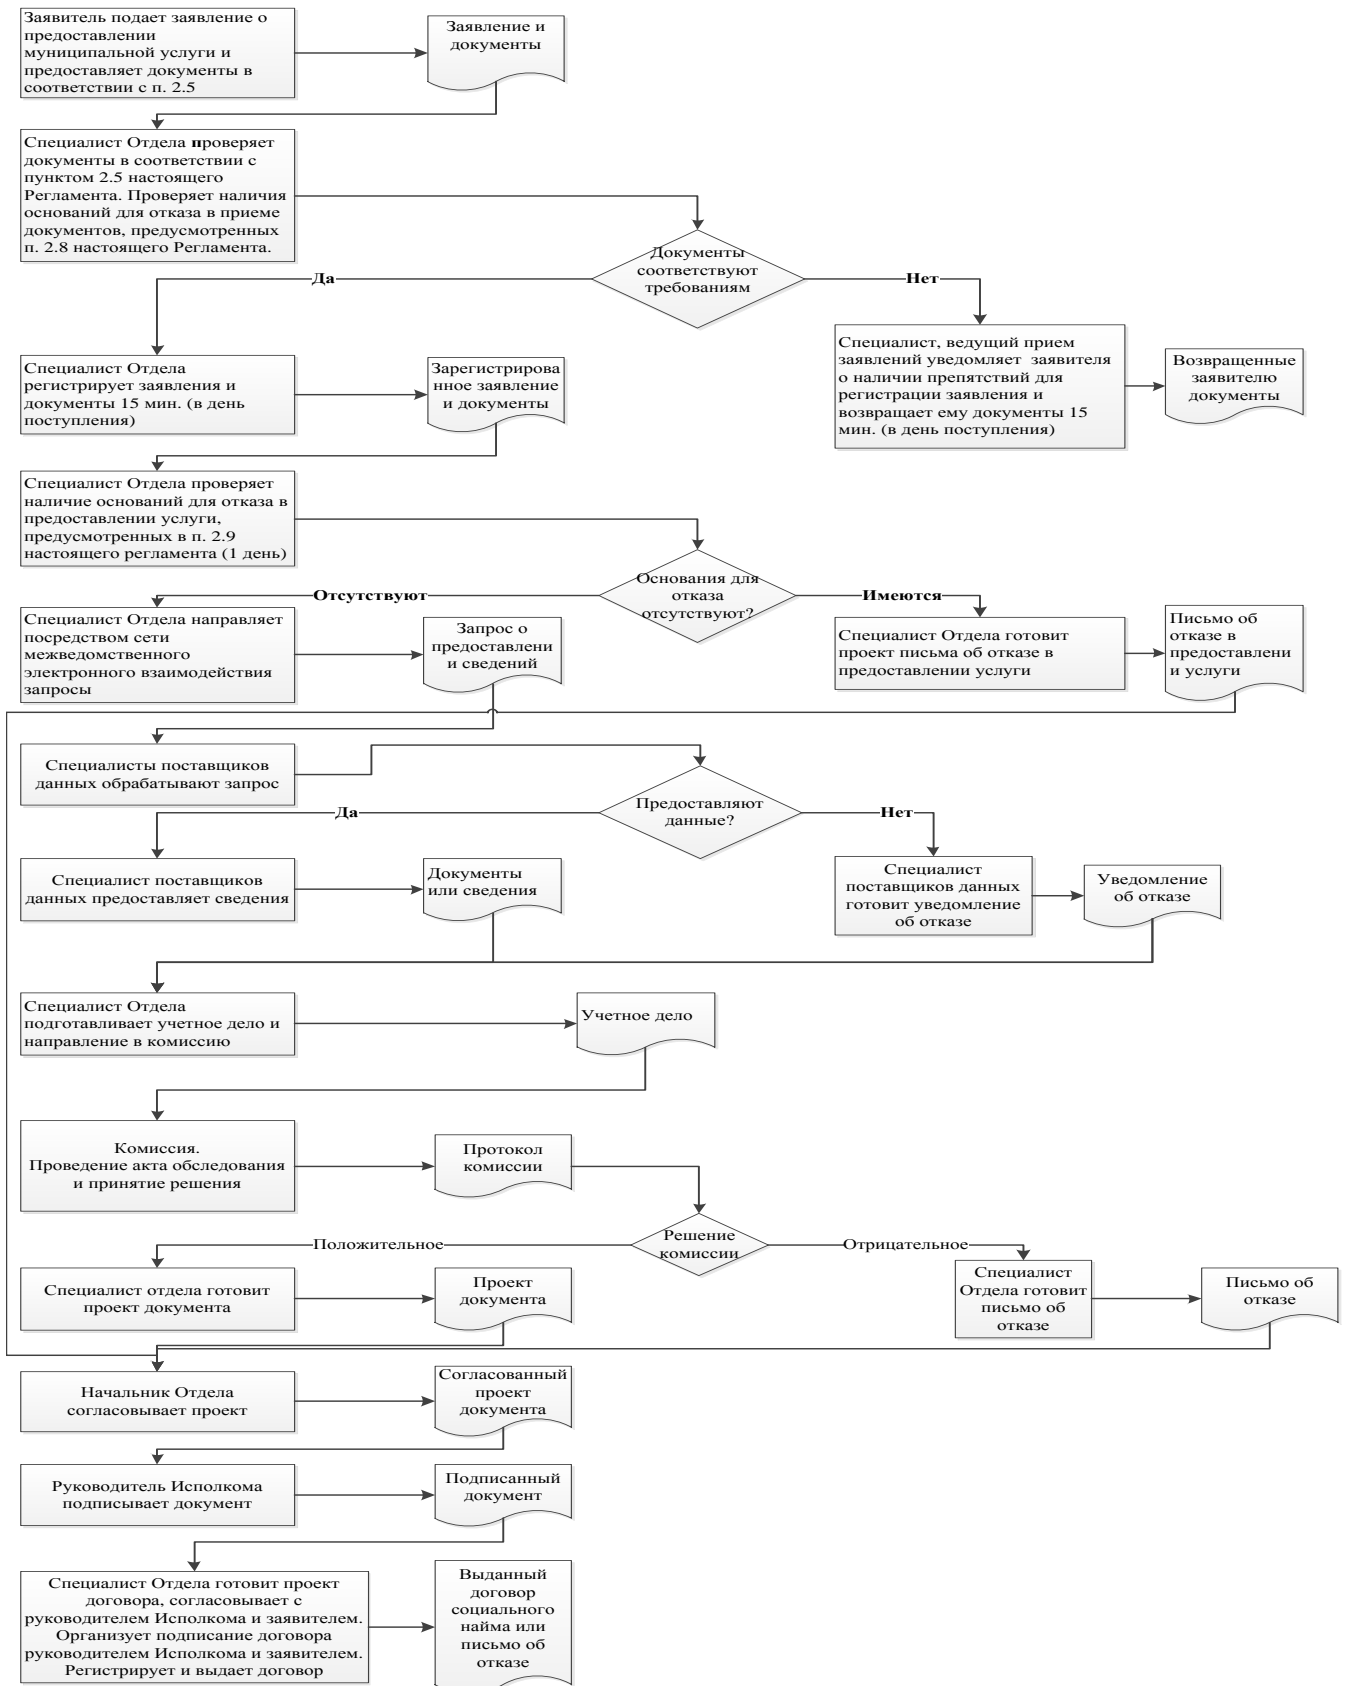 Заявитель подает заявление о
предоставлении
муниципальной услуги и
предоставляет документы в
соответствии с п. 2.5
Заявление и
документы
Специалист Отдела проверяет
документы в соответствии с
пунктом 2.5 настоящего
Регламента. Проверяет наличия
оснований для отказа в приеме
документов, предусмотренных
п. 2.8 настоящего Регламента.
Документы
соответствуют
требованиям
Да
Нет
Специалист Отдела
регистрирует заявления и
документы 15 мин. (в день
поступления)
Зарегистрирова
нное заявление
и документы
Специалист, ведущий прием
заявлений уведомляет заявителя
о наличии препятствий для
регистрации заявления и
возвращает ему документы 15
мин. (в день поступления)
Возвращенные
заявителю
документы
Специалист Отдела проверяет
наличие оснований для отказа в
предоставлении услуги,
предусмотренных в п. 2.9
настоящего регламента (1 день)
Основания для
отказа
отсутствуют?
Отсутствуют
Имеются
Специалист Отдела направляет
посредством сети
межведомственного
электронного взаимодействия
запросы
Запрос о
предоставлени
и сведений
Специалист Отдела готовит
проект письма об отказе в
предоставлении услуги
Письмо об
отказе в
предоставлени
и услуги
Специалисты поставщиков
данных обрабатывают запрос
Предоставляют
данные?
Да
Нет
Специалист поставщиков
данных предоставляет сведения
Документы
или сведения
Специалист
поставщиков данных
готовит уведомление
об отказе
Уведомление
об отказе
Специалист Отдела
подготавливает учетное дело и
направление в комиссию
Учетное дело
Комиссия.
Проведение акта обследования
и принятие решения
Протокол
комиссии
Решение
комиссии
Положительное
Отрицательное
Специалист отдела готовит
проект документа
Проект
документа
Специалист
Отдела готовит
письмо об
отказе
Письмо об
отказе
Начальник Отдела
согласовывает проект
Согласованный
проект
документа
Руководитель Исполкома
подписывает документ
Подписанный
документ
Специалист Отдела готовит проект
договора, согласовывает с
руководителем Исполкома и заявителем.
Организует подписание договора
руководителем Исполкома и заявителем.
Регистрирует и выдает договор
Выданный
договор
социального
найма или
письмо об
отказе